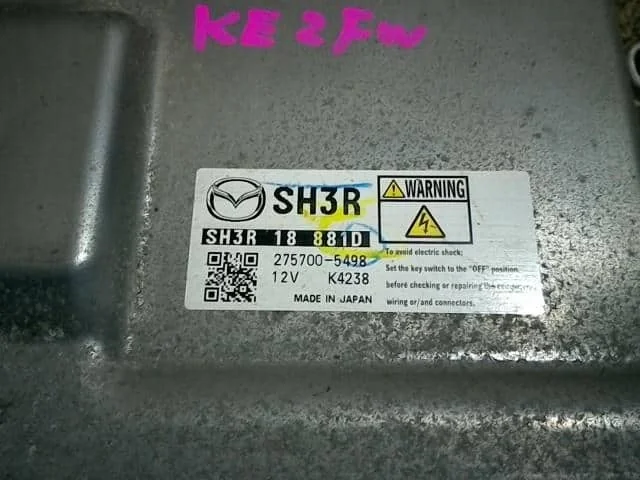 KE2FW
SH3R
SH3R 18 881D
275700-5498
12V K4238
MADE IN JAPAN
WARNING
To avoid electric shock;
Set the key switch to the "OFF" position
before checking or repairing the
wiring or/and connectors.